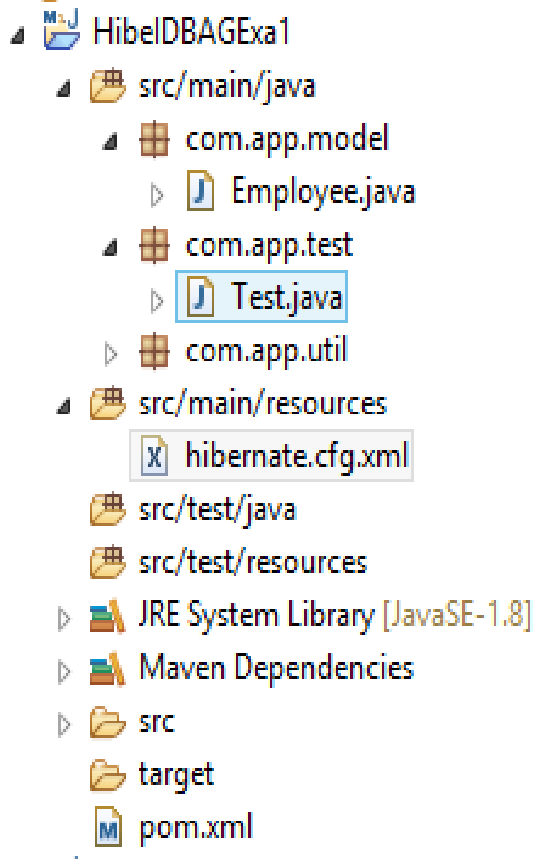 HibelDBAGExa1
src/main/java
com.app.model
Employee.java
com.app.test
Test.java
com.app.util
src/main/resources
hibernate.cfg.xml
src/test/java
src/test/resources
JRE System Library [JavaSE-1.8]
Maven Dependencies
src
target
pom.xml